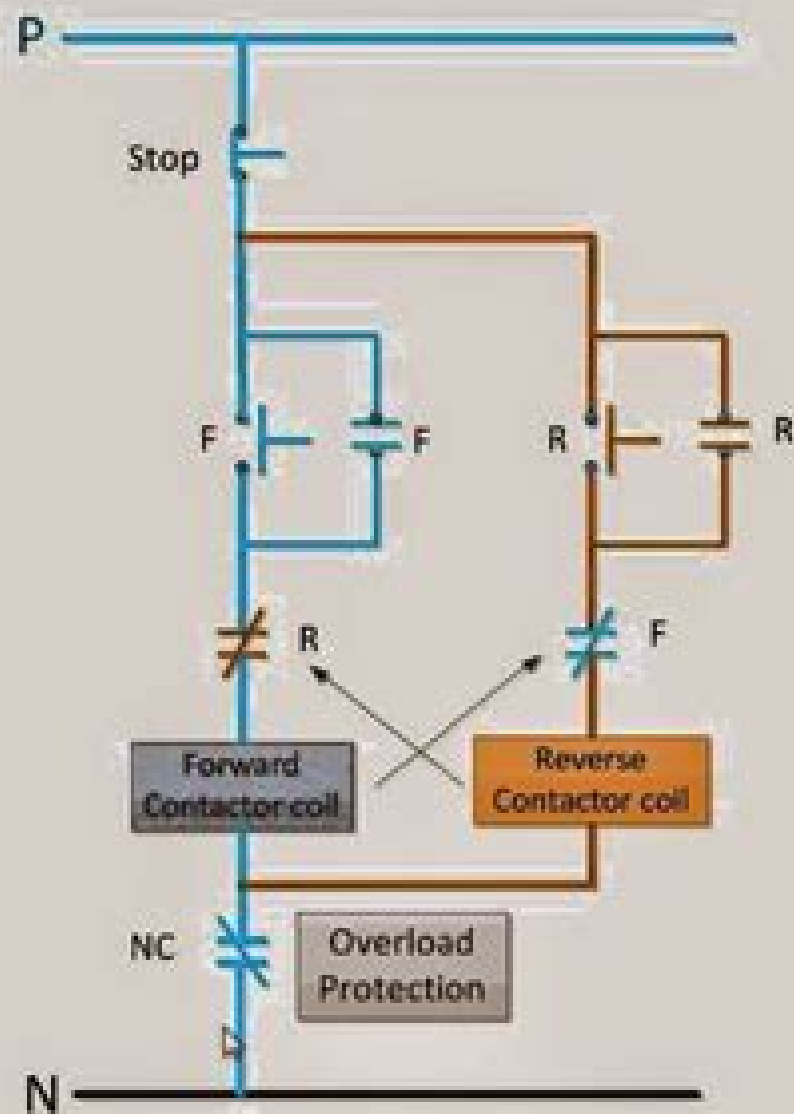 P
Stop
F
F
R
R
R
F
Forward
Contactor coil
Reverse
Contactor coil
NC
Overload
Protection
N